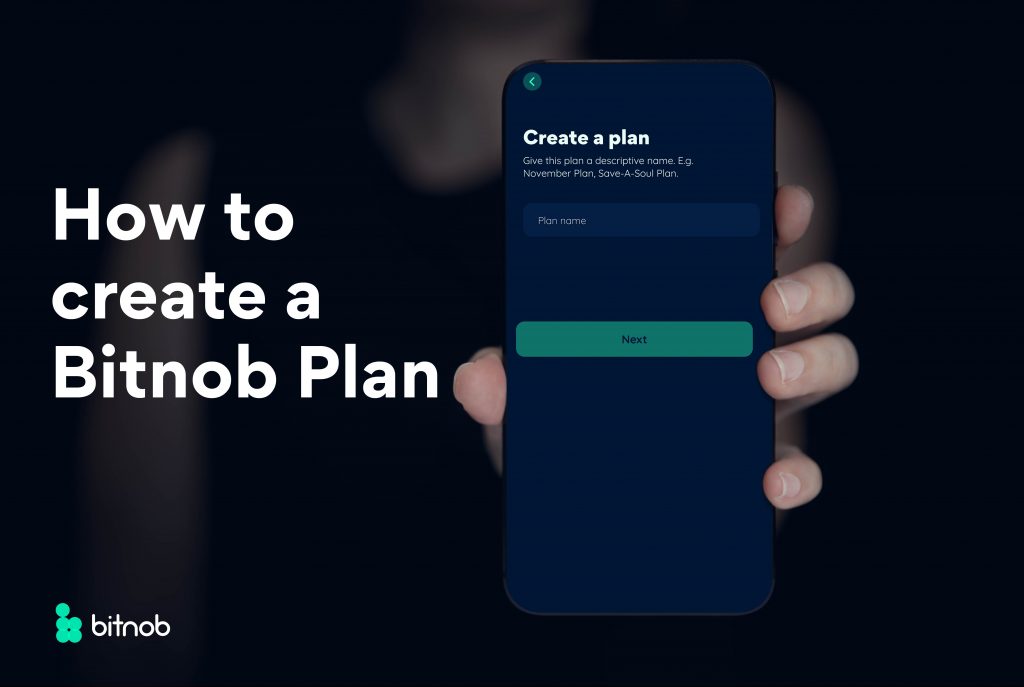 How to
create a
Bitnob Plan
Create a plan
Give this plan a descriptive name. E.g.
November Plan, Save-A-Soul Plan.
Plan name
Next
bitnob